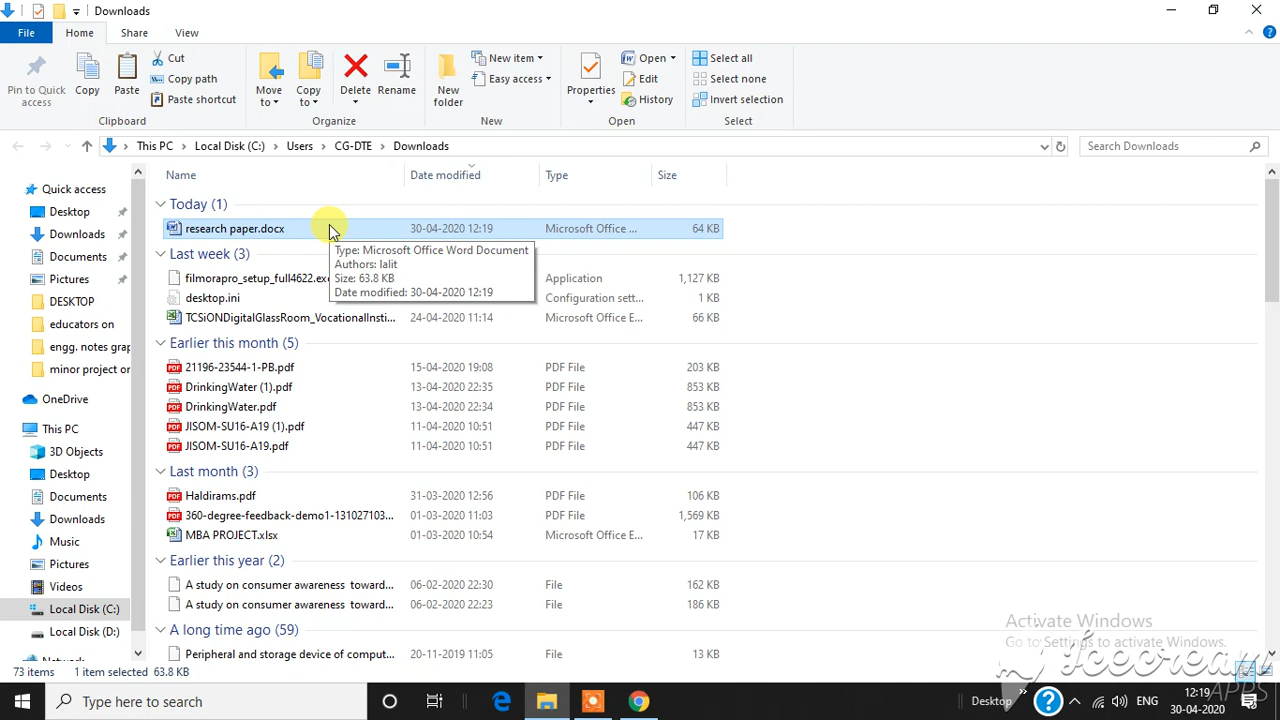 Downloads
File Home Share View
Pin to Quick access
Copy
Paste
Cut
Copy path
Paste shortcut
Move to
Copy to
Delete
Rename
New folder
New item
Easy access
Properties
Open
Edit
History
Select all
Select none
Invert selection
Clipboard Organize New Open Select
This PC Local Disk (C:) Users CG-DTE Downloads
Search Downloads
Quick access
Desktop
Downloads
Documents
Pictures
DESKTOP
educators on
engg. notes grap
minor project on
OneDrive
This PC
3D Objects
Desktop
Documents
Downloads
Music
Pictures
Videos
Local Disk (C:)
Local Disk (D:)
Name Date modified Type Size
Today (1)
research paper.docx 30-04-2020 12:19 Microsoft Office ... 64 KB
Type: Microsoft Office Word Document
Authors: lalit
Size: 63.8 KB
Date modified: 30-04-2020 12:19
Last week (3)
filmorapro_setup_full4622.exe Application 1,127 KB
desktop.ini Configuration sett... 1 KB
TCSiONDigitalGlassRoom_VocationalInsti... 24-04-2020 11:14 Microsoft Office E... 66 KB
Earlier this month (5)
21196-23544-1-PB.pdf 15-04-2020 19:08 PDF File 203 KB
DrinkingWater (1).pdf 13-04-2020 22:35 PDF File 853 KB
DrinkingWater.pdf 13-04-2020 22:34 PDF File 853 KB
JISOM-SU16-A19 (1).pdf 11-04-2020 10:51 PDF File 447 KB
JISOM-SU16-A19.pdf 11-04-2020 10:51 PDF File 447 KB
Last month (3)
Haldirams.pdf 31-03-2020 12:56 PDF File 106 KB
360-degree-feedback-demo1-131027103... 01-03-2020 11:03 PDF File 1,569 KB
MBA PROJECT.xlsx 01-03-2020 10:54 Microsoft Office E... 17 KB
Earlier this year (2)
A study on consumer awareness towar... 06-02-2020 22:30 File 162 KB
A study on consumer awareness towar... 06-02-2020 22:23 File 186 KB
A long time ago (59)
Peripheral and storage device of comput... 20-11-2019 11:05 File 13 KB
Activate Windows
Go to Settings to activate Windows.
Icecream
APPS
73 items 1 item selected 63.8 KB
Type here to search
Desktop
ENG
12:19
30-04-2020